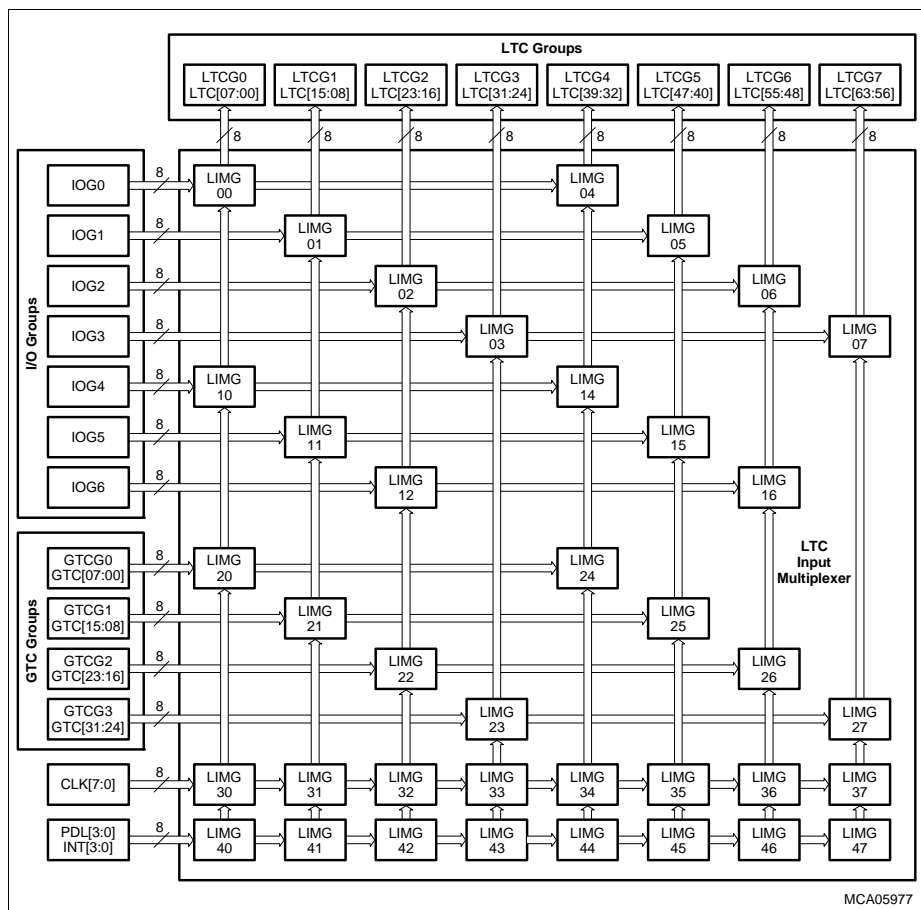 LTC Groups
LTCG0 LTCG1 LTCG2 LTCG3 LTCG4 LTCG5 LTCG6 LTCG7
LTC[07:00] LTC[15:08] LTC[23:16] LTC[31:24] LTC[39:32] LTC[47:40] LTC[55:48] LTC[63:56]
8 8 8 8 8 8 8 8
I/O Groups
IOG0 8 LIMG 00 LIMG 04
IOG1 8 LIMG 01 LIMG 05
IOG2 8 LIMG 02 LIMG 06
IOG3 8 LIMG 03 LIMG 07
IOG4 8 LIMG 10 LIMG 14
IOG5 8 LIMG 11 LIMG 15
IOG6 8 LIMG 12 LIMG 16
GTC Groups
GTCG0 GTC[07:00] 8 LIMG 20 LIMG 24
LTC
Input
Multiplexer
GTCG1 GTC[15:08] 8 LIMG 21 LIMG 25
GTCG2 GTC[23:16] 8 LIMG 22 LIMG 26
GTCG3 GTC[31:24] 8 LIMG 23 LIMG 27
CLK[7:0] 8 LIMG 30 LIMG 31 LIMG 32 LIMG 33 LIMG 34 LIMG 35 LIMG 36 LIMG 37
PDL[3:0] INT[3:0] 8 LIMG 40 LIMG 41 LIMG 42 LIMG 43 LIMG 44 LIMG 45 LIMG 46 LIMG 47
MCA05977